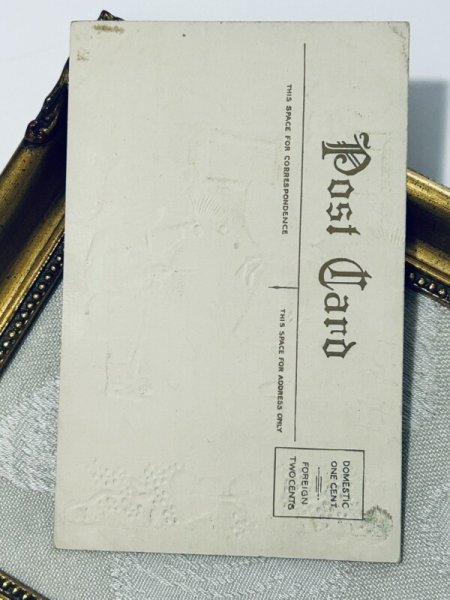 Post Card
THIS SPACE FOR CORRESPONDENCE
THIS SPACE FOR ADDRESS ONLY
DOMESTIC
ONE CENT.
FOREIGN
TWO CENTS